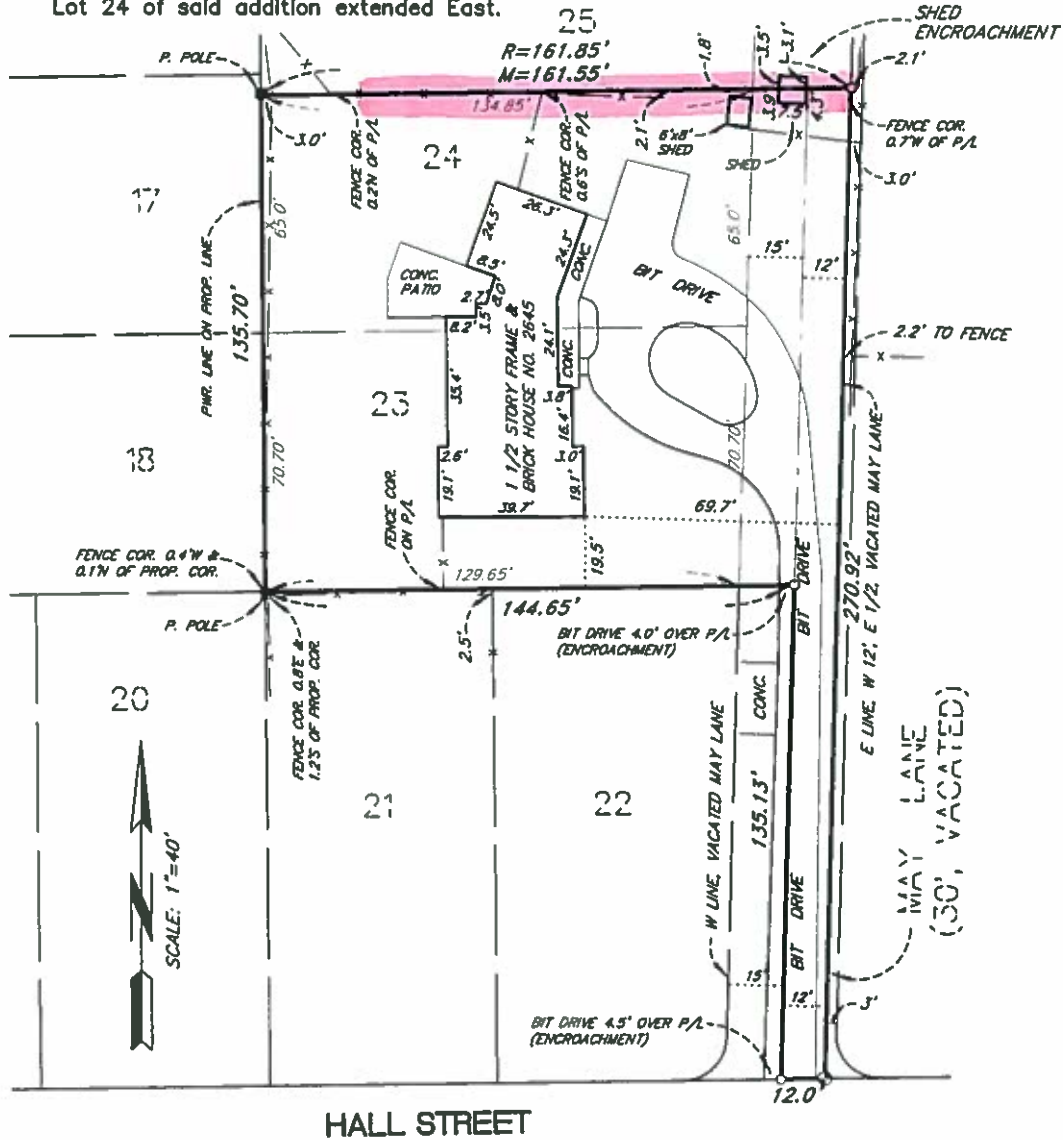 Lot 24 of said addition extended East.
25
R=161.85'
M=161.55'
SHED
ENCROACHMENT
P. POLE
1.8'
3.5'
3.1'
2.1'
134.85'
3.0'
FENCE COR.
0.2'N OF P/L
24
FENCE COR.
0.6'S OF P/L
2.1'
6'x8'
SHED
3.9'
7.5'
4.3'
SHED
FENCE COR.
0.7'W OF P/L
3.0'
17
65.0'
PWR. LINE ON PROP. LINE
135.70'
26.3'
24.5'
24.3'
CONC.
8.5'
8.0'
2.7'
3.5'
8.2'
CONC.
PATIO
BIT DRIVE
65.0'
15'
12'
2.2' TO FENCE
24.1'
CONC.
35.4'
3.8'
16.4'
1 1/2 STORY FRAME &
BRICK HOUSE NO. 2645
23
18
70.70'
70.70'
2.6'
3.0'
19.1'
19.1'
39.7'
69.7'
FENCE COR.
ON P/L
19.5'
FENCE COR. 0.4'W &
0.1'N OF PROP. COR.
129.65'
144.65'
P. POLE
2.5'
BIT DRIVE 4.0' OVER P/L
(ENCROACHMENT)
BIT DRIVE
270.92'
E LINE, W 12', E 1/2, VACATED MAY LANE
FENCE COR. 0.8'E &
1.2'S OF PROP. COR.
20
21
22
CONC.
135.13'
W LINE, VACATED MAY LANE
BIT DRIVE
MAY LANE
(30', VACATED)
N
SCALE: 1"=40'
15'
12'
3'
BIT DRIVE 4.5' OVER P/L
(ENCROACHMENT)
12.0'
HALL STREET